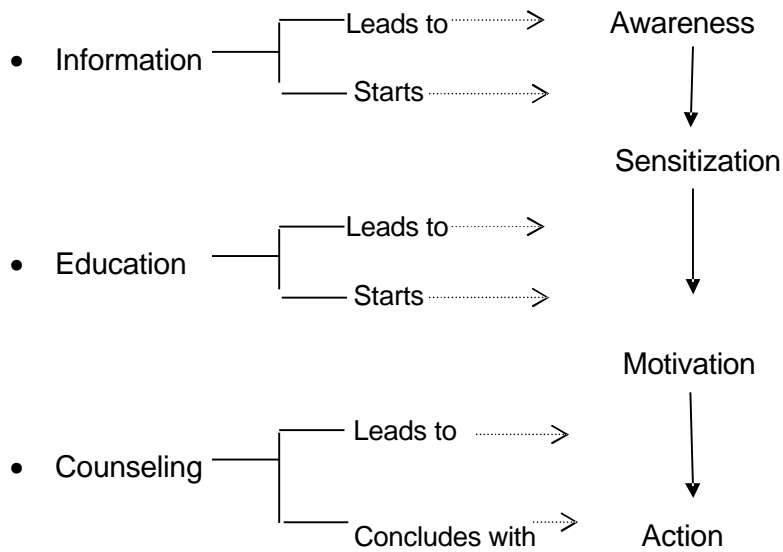 Leads to Awareness
• Information
Starts
Sensitization
Leads to
• Education
Starts
Motivation
Leads to
• Counseling
Concludes with Action